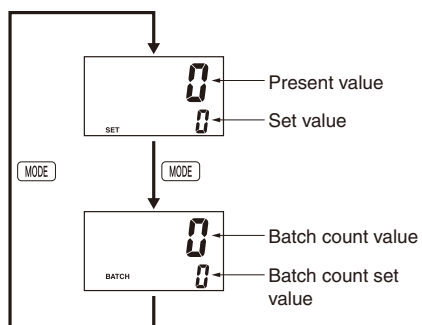 0
Present value
0
Set value
SET
MODE
MODE
0
Batch count value
BATCH
0
Batch count set
value